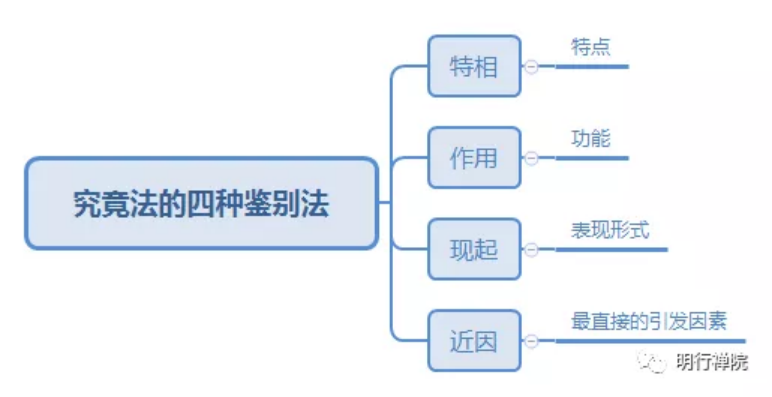 特相
特点
作用
功能
究竟法的四种鉴别法
现起
表现形式
近因
最直接的引发因素
明行禅院